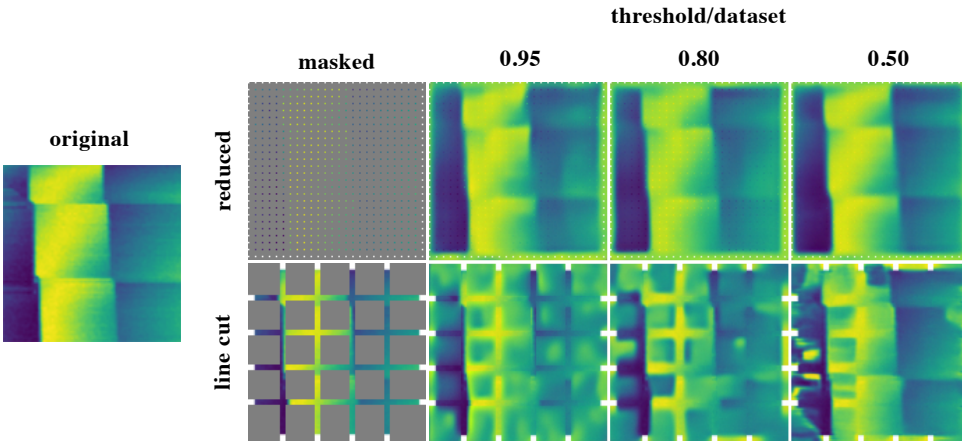 threshold/dataset
masked
0.95
0.80
0.50
original
reduced
line cut